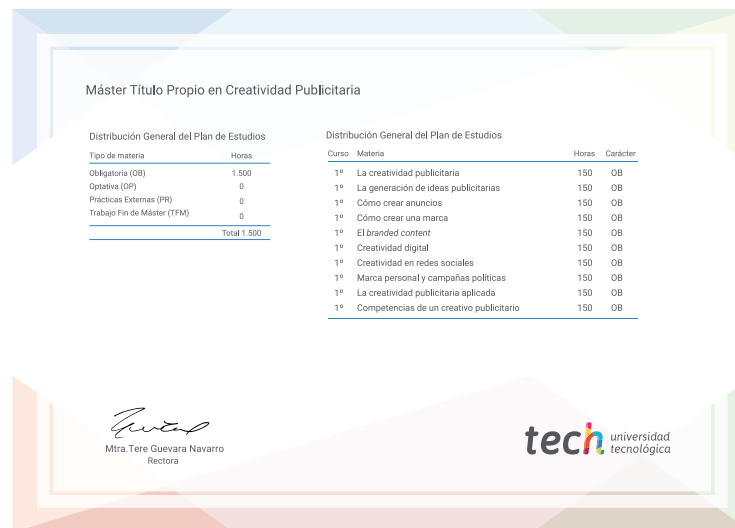 Máster Título Propio en Creatividad Publicitaria
Distribución General del Plan de Estudios
Tipo de materia Horas
Obligatoria (OB) 1.500
Optativa (OP) 0
Prácticas Externas (PR) 0
Trabajo Fin de Máster (TFM) 0
Total 1.500
Distribución General del Plan de Estudios
Curso Materia Horas Carácter
1º La creatividad publicitaria 150 OB
1º La generación de ideas publicitarias 150 OB
1º Cómo crear anuncios 150 OB
1º Cómo crear una marca 150 OB
1º El branded content 150 OB
1º Creatividad digital 150 OB
1º Creatividad en redes sociales 150 OB
1º Marca personal y campañas políticas 150 OB
1º La creatividad publicitaria aplicada 150 OB
1º Competencias de un creativo publicitario 150 OB
Mtra.Tere Guevara Navarro
Rectora
tech universidad
tecnológica